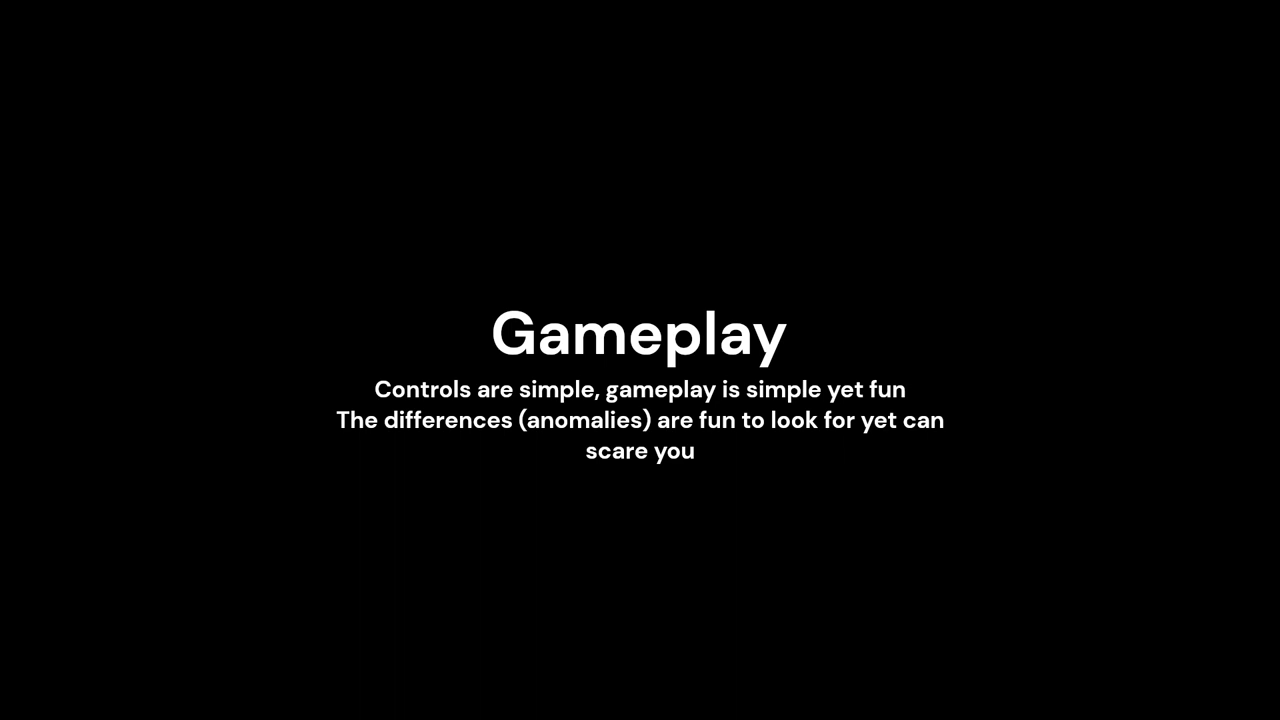 Gameplay
Controls are simple, gameplay is simple yet fun
The differences (anomalies) are fun to look for yet can
scare you